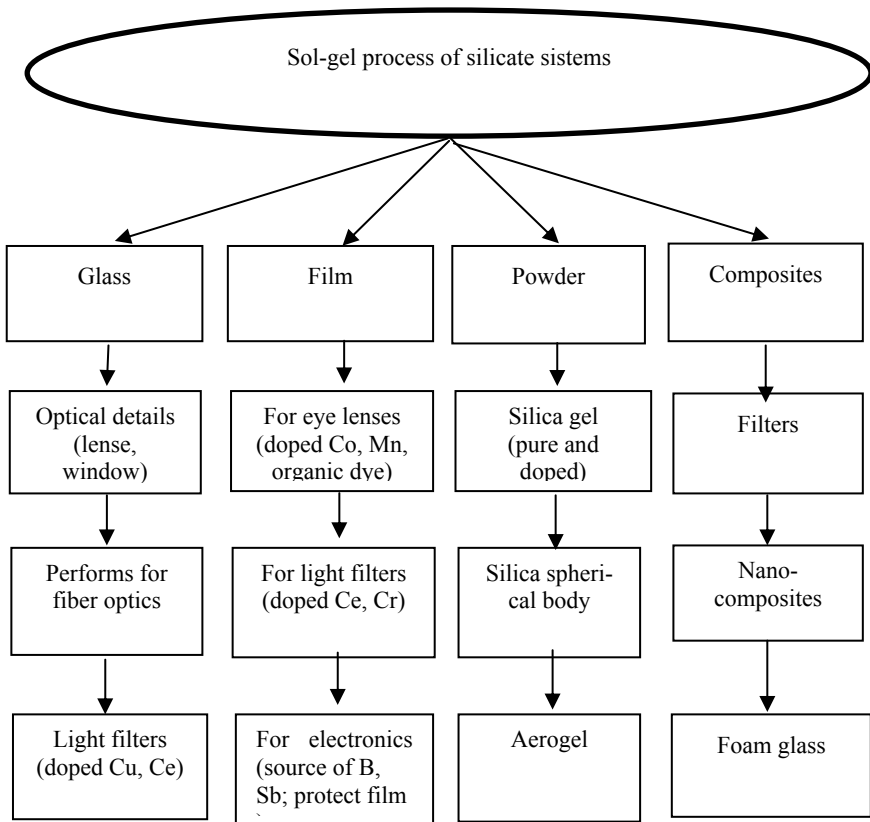 Sol-gel process of silicate sistems
Glass
Film
Powder
Composites
Optical details
(lense,
window)
For eye lenses
(doped Co, Mn,
organic dye)
Silica gel
(pure and
doped)
Filters
Performs for
fiber optics
For light filters
(doped Ce, Cr)
Silica spheri-
cal body
Nano-
composites
Light filters
(doped Cu, Ce)
For electronics
(source of B,
Sb; protect film
)
Aerogel
Foam glass